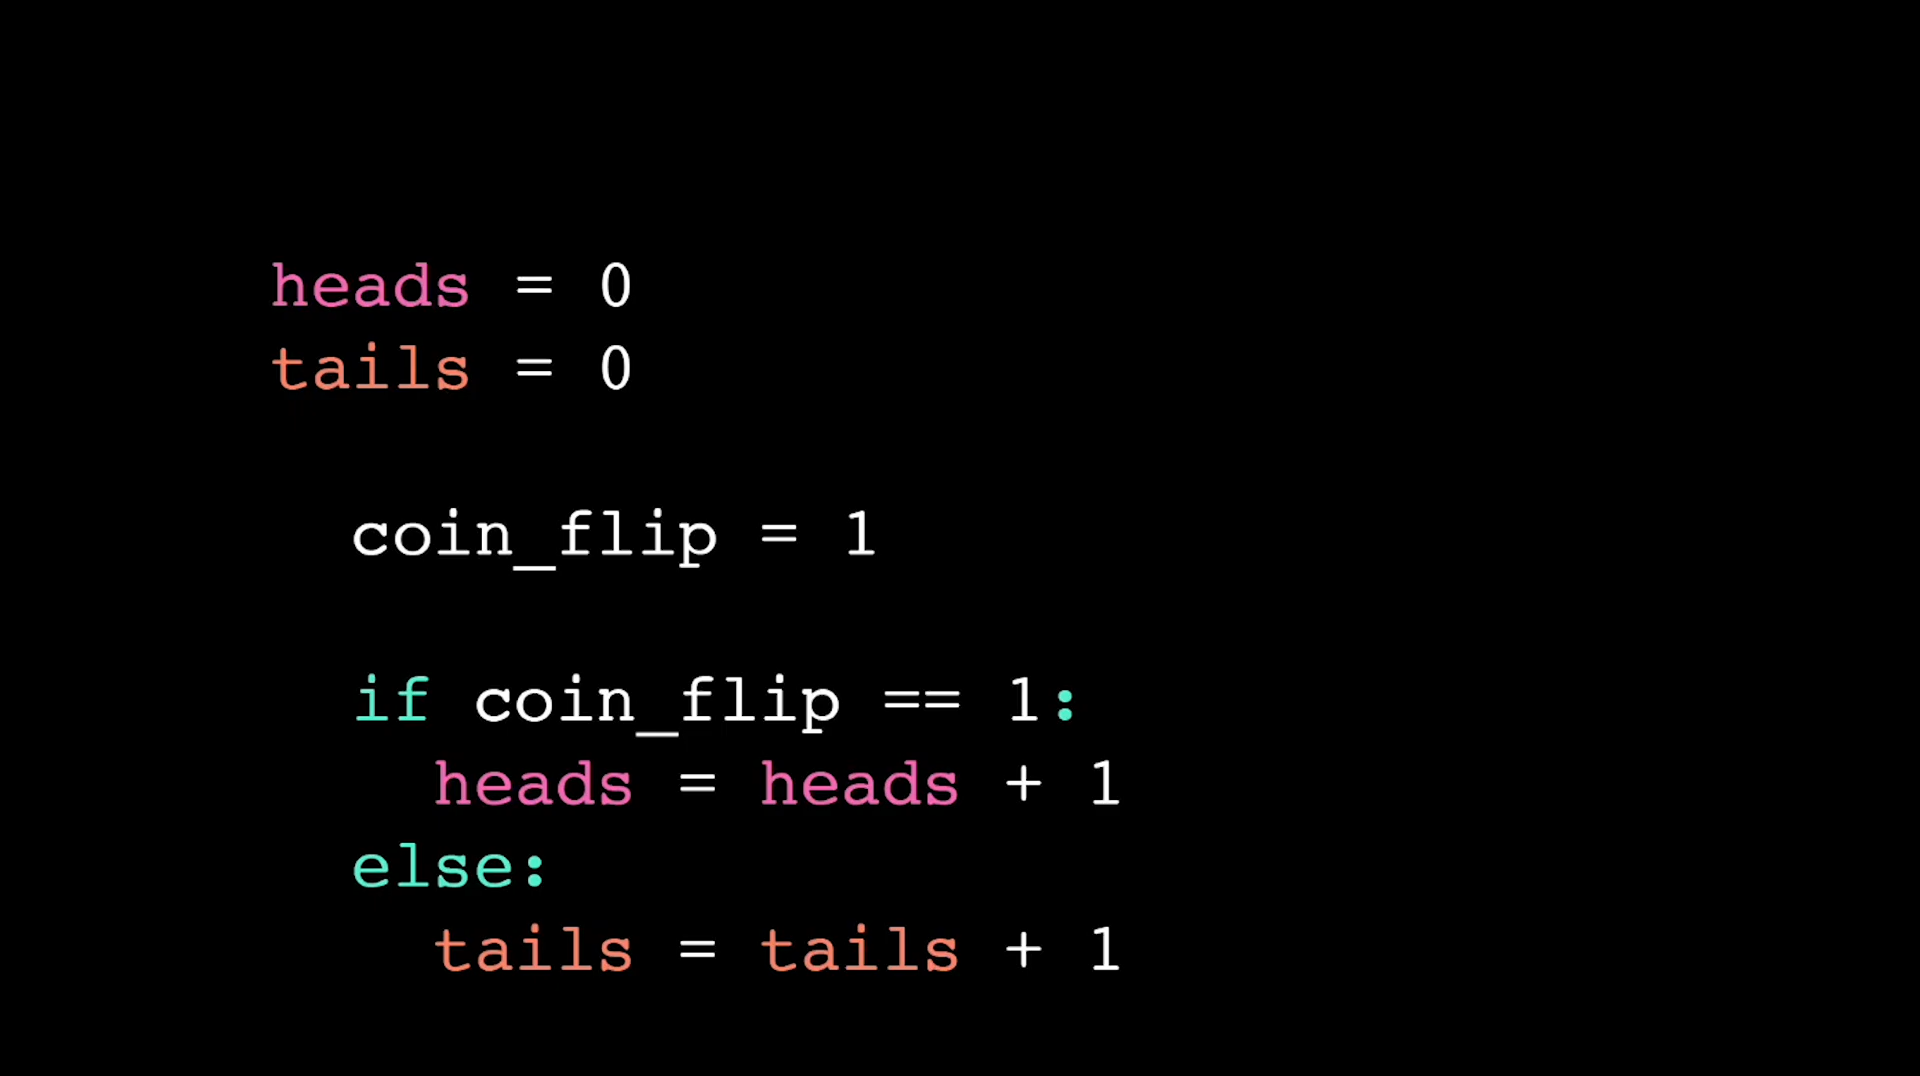 heads = 0
tails = 0
coin_flip = 1
if coin_flip == 1:
heads = heads + 1
else:
tails = tails + 1